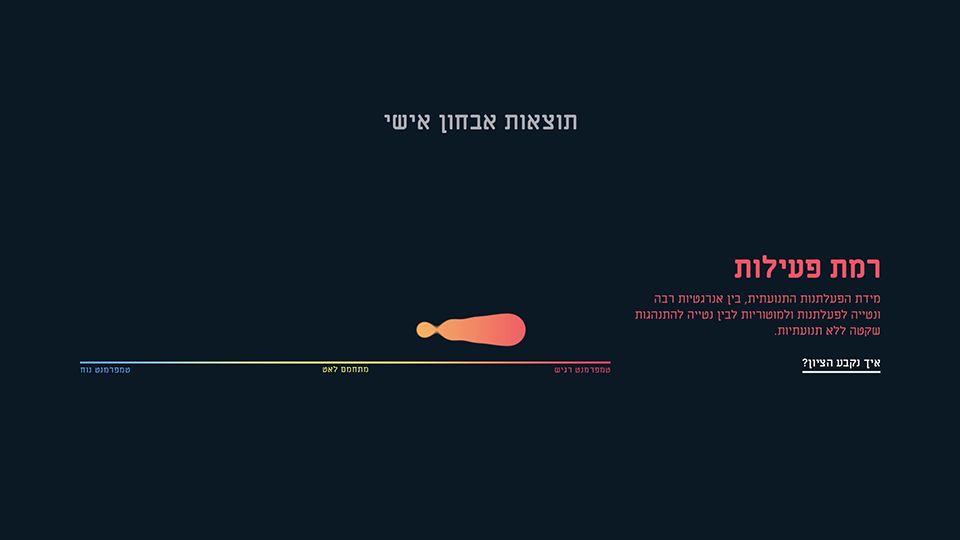 תוצאות אבחון אישי
רמת פעילות
מידת הפעלתנות התנועתית, בין אנרגטיות רבה
ונטייה לפעלתנות ולמוטוריות לבין נטייה להתנהגות
שקטה ללא תנועתיות.
איך נקבע הציון?
טמפרמנט רגיש
מתחמם לאט
טמפרמנט נוח